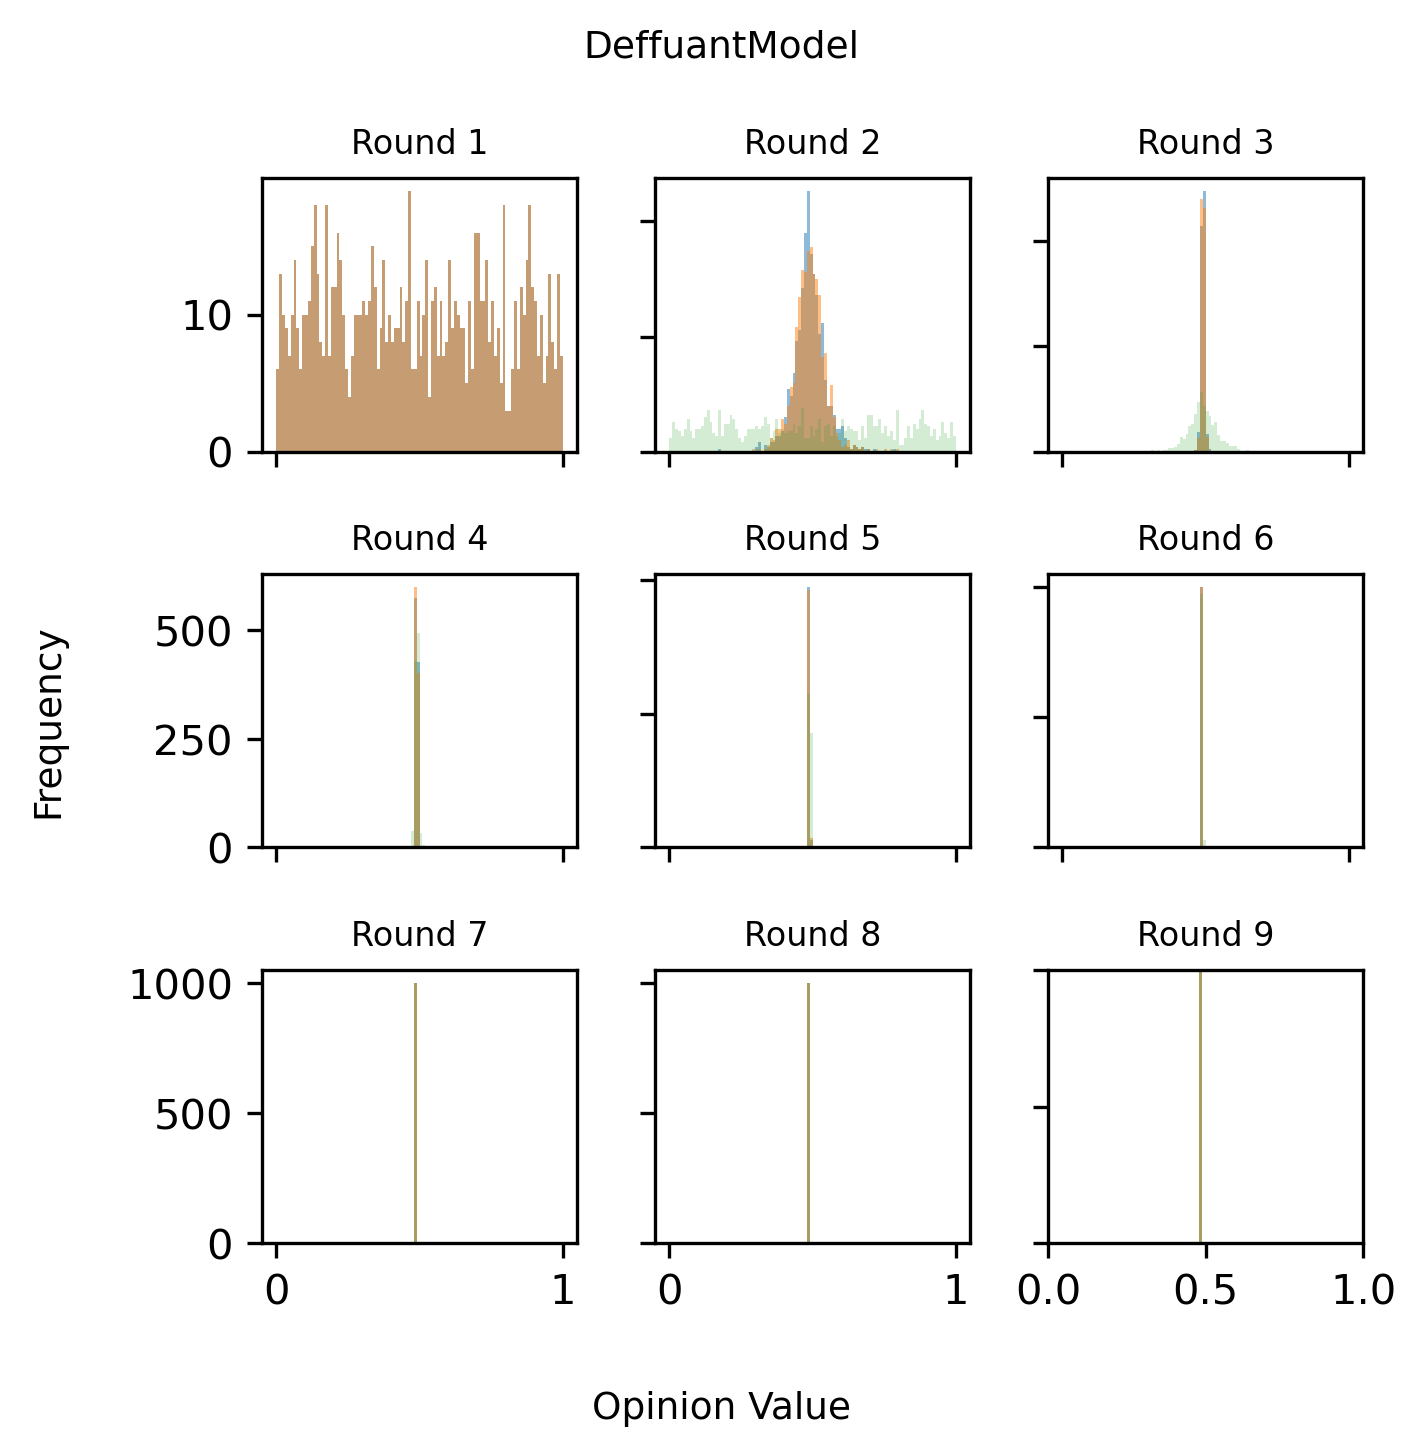 DeffuantModel
Round 1
Round 2
Round 3
10
0
Round 4
Round 5
Round 6
500
250
0
Round 7
Round 8
Round 9
1000
500
0
0 1
0 1
0.0 0.5 1.0
Frequency
Opinion Value